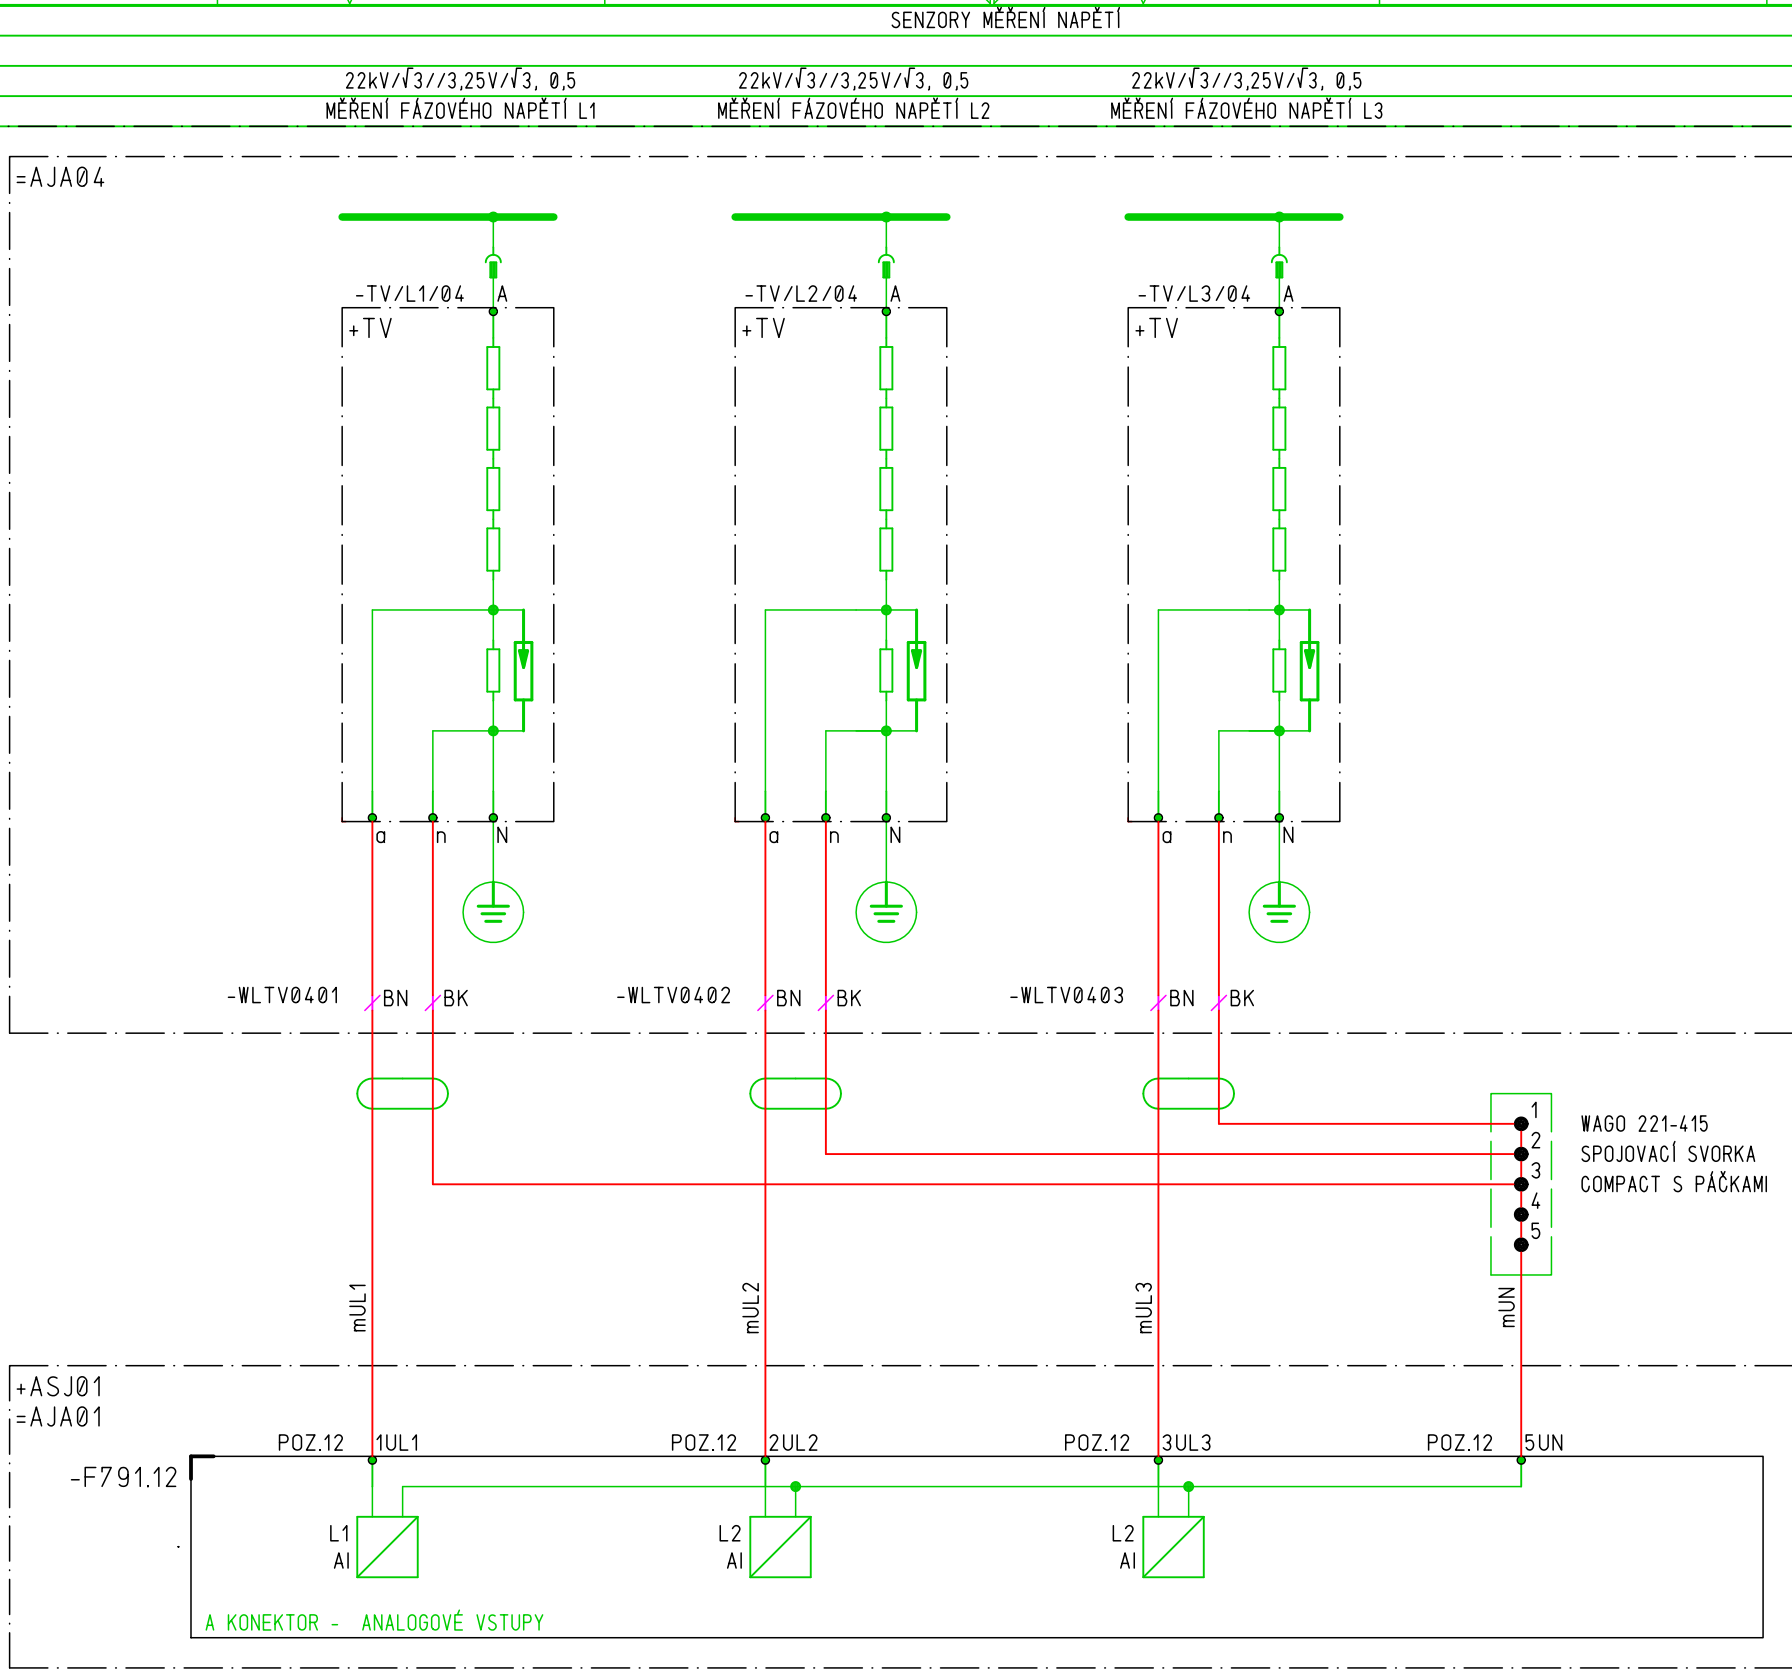 SENZORY MĚŘENÍ NAPĚTÍ
22kV/√3//3,25V/√3, 0,5
22kV/√3//3,25V/√3, 0,5
22kV/√3//3,25V/√3, 0,5
MĚŘENÍ FÁZOVÉHO NAPĚTÍ L1
MĚŘENÍ FÁZOVÉHO NAPĚTÍ L2
MĚŘENÍ FÁZOVÉHO NAPĚTÍ L3
=AJA04
-TV/L1/04 A
-TV/L2/04 A
-TV/L3/04 A
+TV
+TV
+TV
a n N
a n N
a n N
-WLTV0401 BN BK
-WLTV0402 BN BK
-WLTV0403 BN BK
1
2
3
4
5
WAGO 221-415
SPOJOVACÍ SVORKA
COMPACT S PÁČKAMI
mUL1
mUL2
mUL3
mUN
+ASJ01
=AJA01
POZ.12 1UL1
POZ.12 2UL2
POZ.12 3UL3
POZ.12 5UN
-F791.12
L1
AI
L2
AI
L2
AI
A KONEKTOR - ANALOGOVÉ VSTUPY